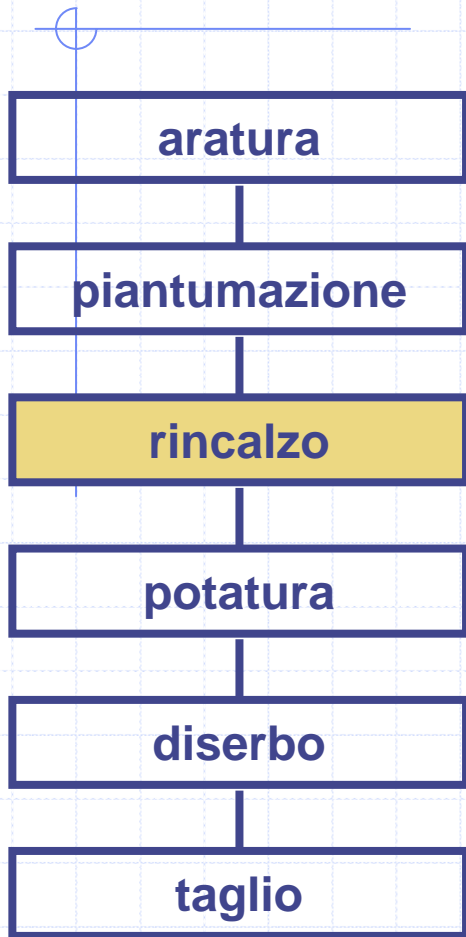 aratura
piantumazione
rincalzo
potatura
diserbo
taglio